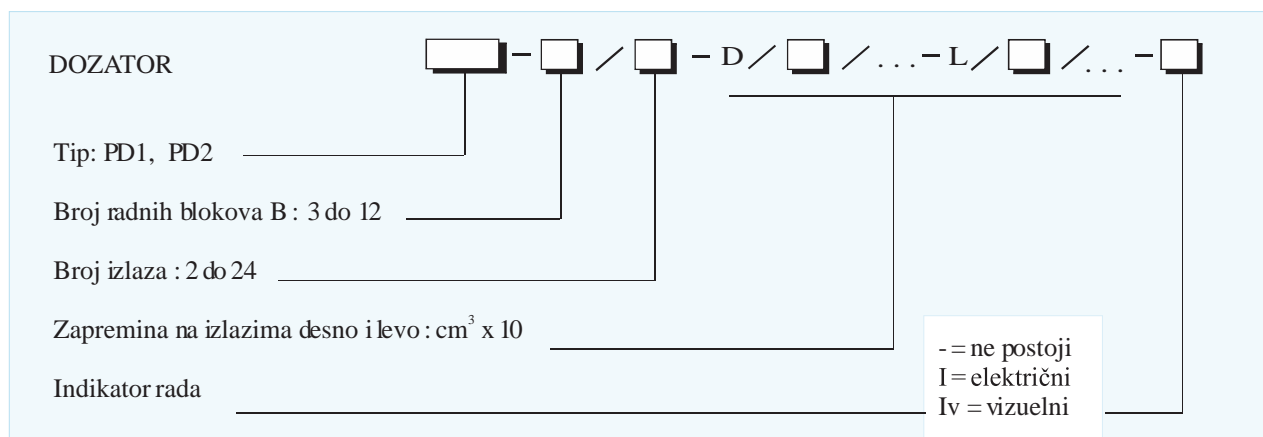 DOZATOR – / – D / / . . . – L / / . . . –
Tip: PD1, PD2
Broj radnih blokova B : 3 do 12
Broj izlaza : 2 do 24
Zapremina na izlazima desno i levo : cm³ x 10
Indikator rada
- = ne postoji
I = električni
Iv = vizuelni